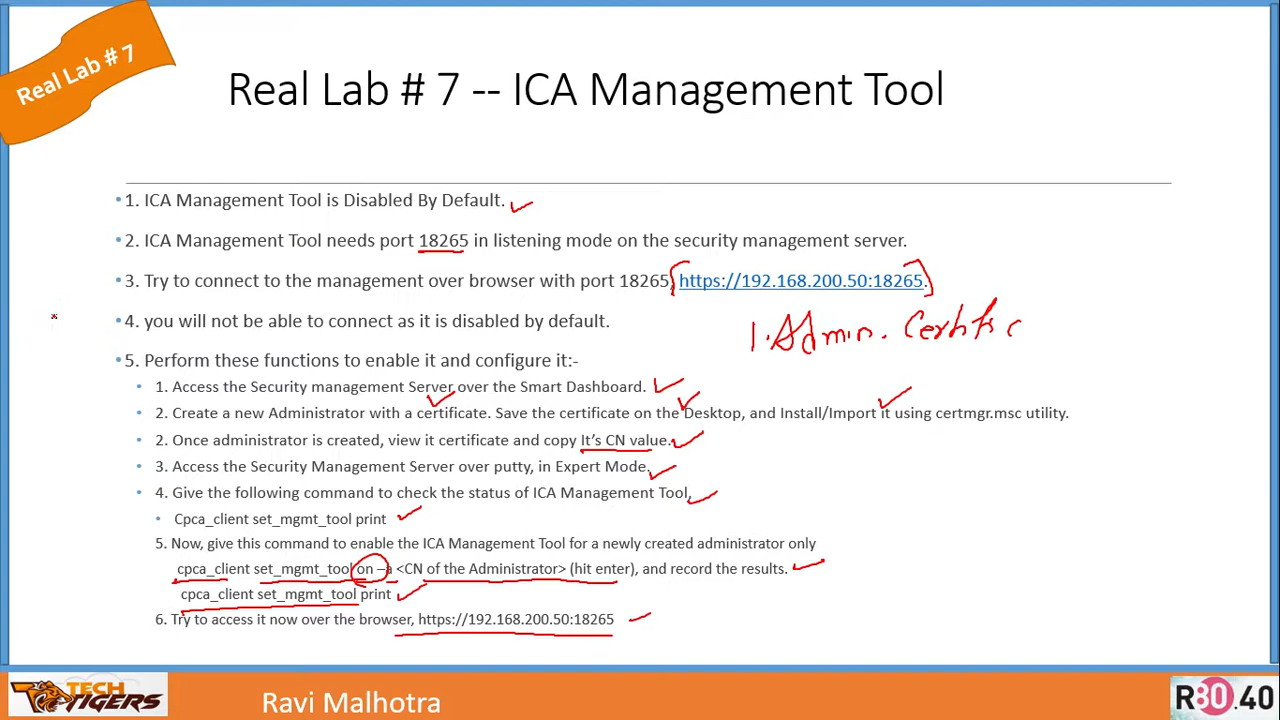 Real Lab # 7
Real Lab # 7 -- ICA Management Tool
• 1. ICA Management Tool is Disabled By Default.
• 2. ICA Management Tool needs port 18265 in listening mode on the security management server.
• 3. Try to connect to the management over browser with port 18265, https://192.168.200.50:18265.
• 4. you will not be able to connect as it is disabled by default.
1. Admin. Certific
• 5. Perform these functions to enable it and configure it:-
• 1. Access the Security management Server over the Smart Dashboard.
• 2. Create a new Administrator with a certificate. Save the certificate on the Desktop, and Install/Import it using certmgr.msc utility.
• 2. Once administrator is created, view it certificate and copy It's CN value.
• 3. Access the Security Management Server over putty, in Expert Mode.
• 4. Give the following command to check the status of ICA Management Tool,
• Cpca_client set_mgmt_tool print
5. Now, give this command to enable the ICA Management Tool for a newly created administrator only
cpca_client set_mgmt_tool on –a <CN of the Administrator> (hit enter), and record the results.
cpca_client set_mgmt_tool print
6. Try to access it now over the browser, https://192.168.200.50:18265
TECH
TIGERS
Ravi Malhotra
R80.40